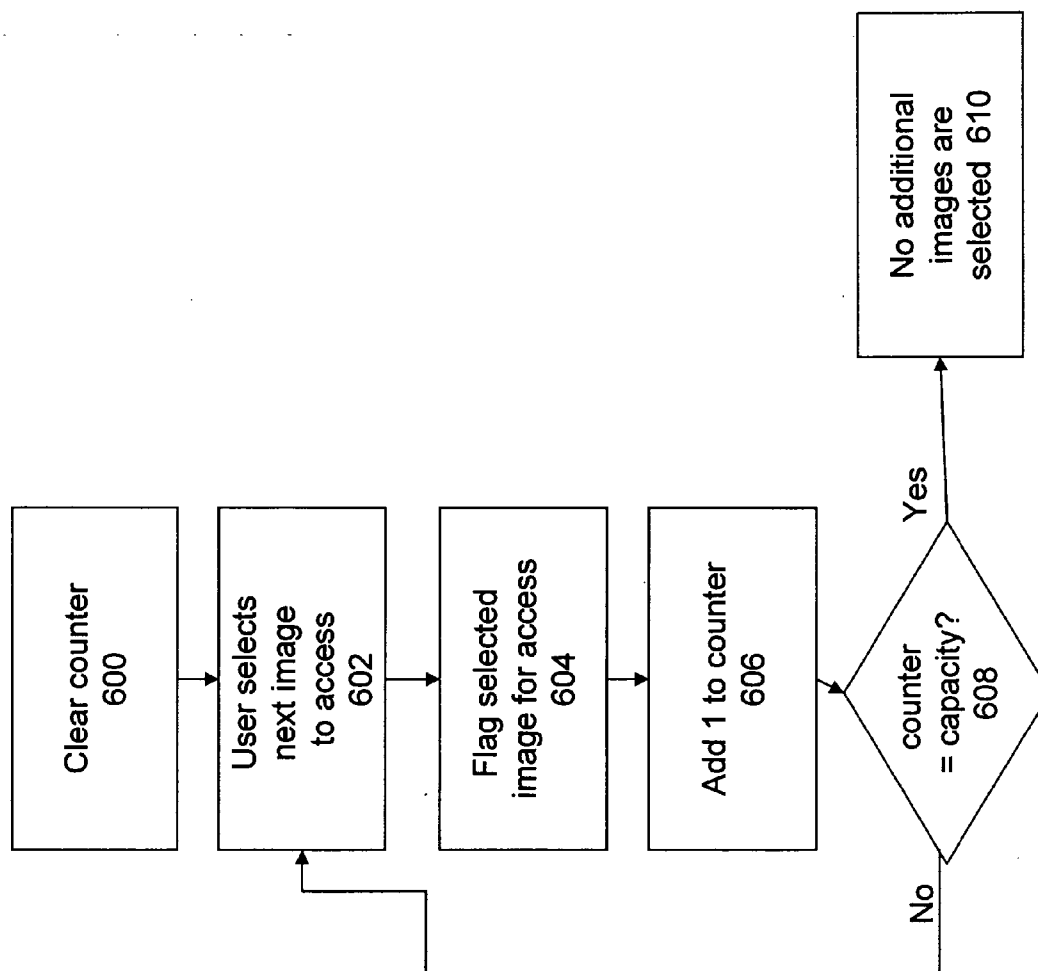 Clear counter
600
User selects
next image
to access
602
Flag selected
image for access
604
Add 1 to counter
606
counter
= capacity?
608
No
Yes
No additional
images are
selected 610